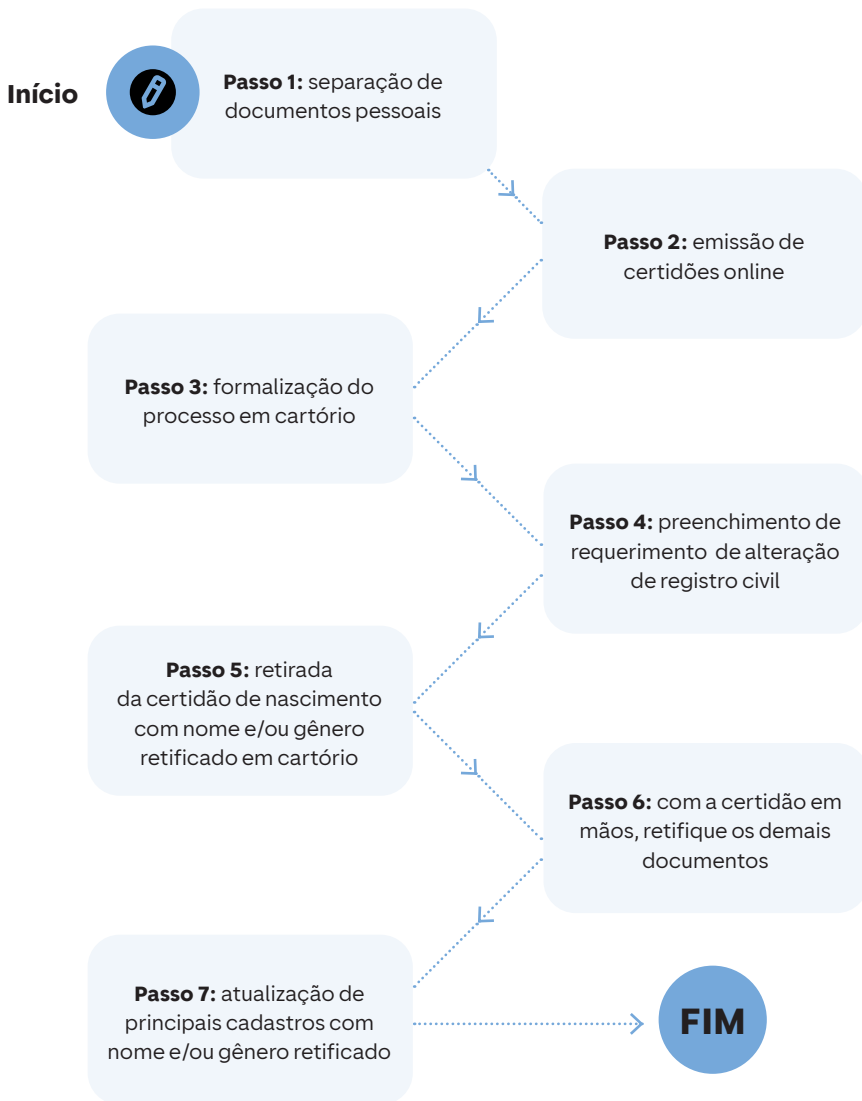 Início
Passo 1: separação de
documentos pessoais
Passo 2: emissão de
certidões online
Passo 3: formalização do
processo em cartório
Passo 4: preenchimento de
requerimento de alteração
de registro civil
Passo 5: retirada
da certidão de nascimento
com nome e/ou gênero
retificado em cartório
Passo 6: com a certidão em
mãos, retifique os demais
documentos
Passo 7: atualização de
principais cadastros com
nome e/ou gênero retificado
FIM